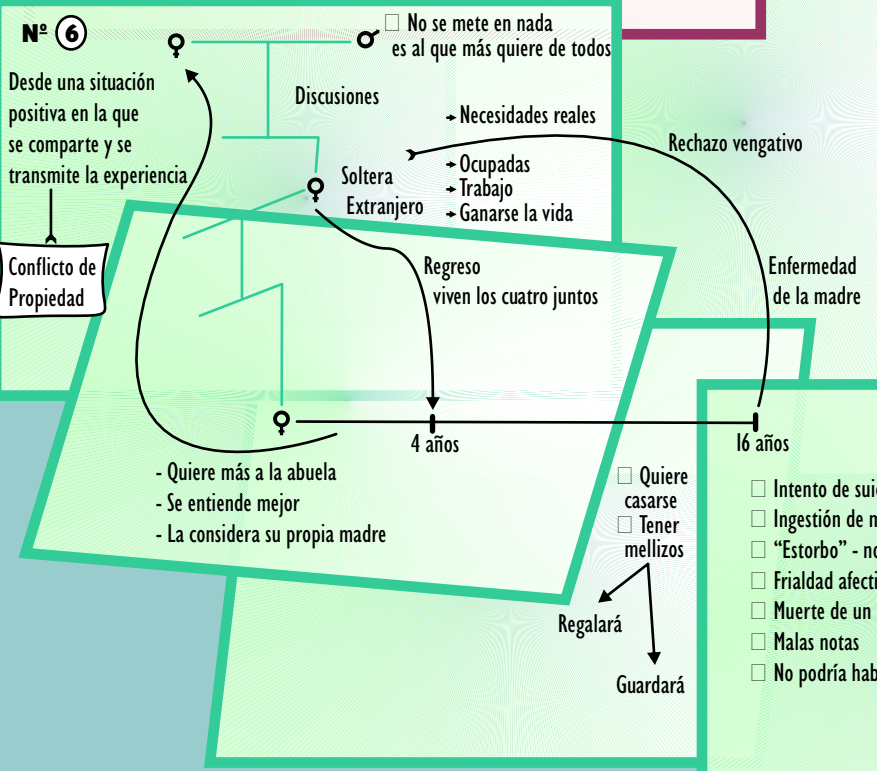 Nº 6
☐ No se mete en nada
es al que más quiere de todos
Desde una situación
positiva en la que
se comparte y se
transmite la experiencia
Conflicto de
Propiedad
Discusiones
Necesidades reales
Ocupadas
Trabajo
Ganarse la vida
Soltera
Extranjero
Rechazo vengativo
Regreso
viven los cuatro juntos
Enfermedad
de la madre
4 años
16 años
- Quiere más a la abuela
- Se entiende mejor
- La considera su propia madre
☐ Quiere
casarse
☐ Tener
mellizos
Regalará
Guardará
☐ Intento de
☐ Ingestión de
☐ “Estorbo” -
☐ Frialdad
☐ Muerte de un
☐ Malas notas
☐ No podría